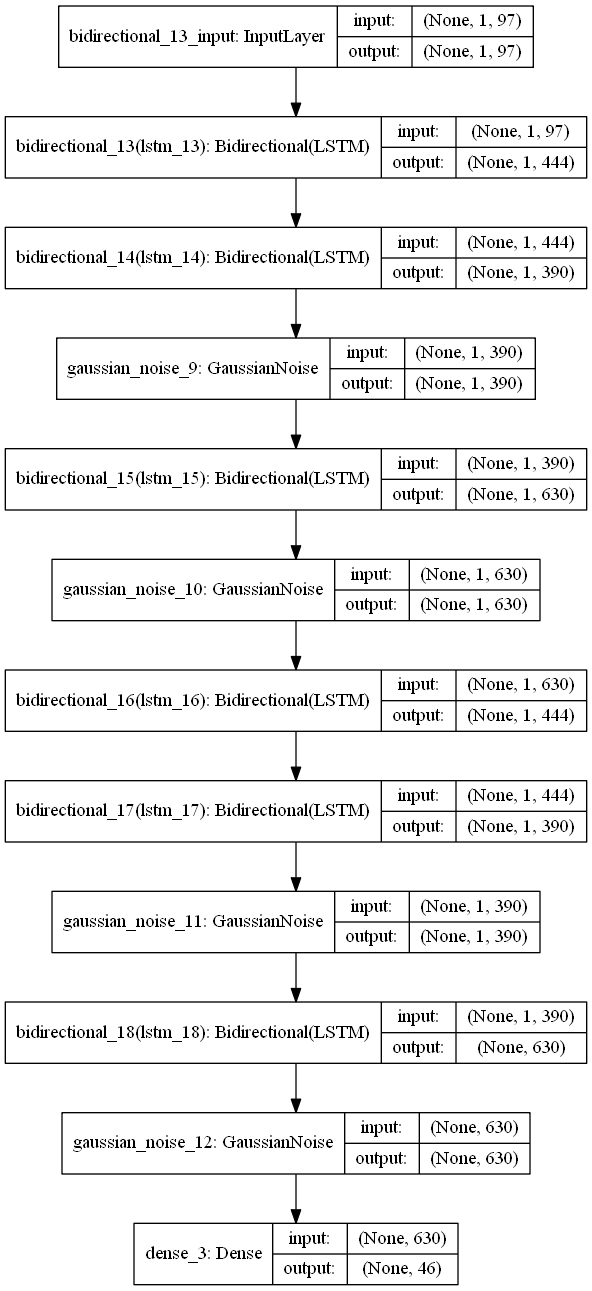 bidirectional_13_input: InputLayer
input: (None, 1, 97)
output: (None, 1, 97)
bidirectional_13(lstm_13): Bidirectional(LSTM)
input: (None, 1, 97)
output: (None, 1, 444)
bidirectional_14(lstm_14): Bidirectional(LSTM)
input: (None, 1, 444)
output: (None, 1, 390)
gaussian_noise_9: GaussianNoise
input: (None, 1, 390)
output: (None, 1, 390)
bidirectional_15(lstm_15): Bidirectional(LSTM)
input: (None, 1, 390)
output: (None, 1, 630)
gaussian_noise_10: GaussianNoise
input: (None, 1, 630)
output: (None, 1, 630)
bidirectional_16(lstm_16): Bidirectional(LSTM)
input: (None, 1, 630)
output: (None, 1, 444)
bidirectional_17(lstm_17): Bidirectional(LSTM)
input: (None, 1, 444)
output: (None, 1, 390)
gaussian_noise_11: GaussianNoise
input: (None, 1, 390)
output: (None, 1, 390)
bidirectional_18(lstm_18): Bidirectional(LSTM)
input: (None, 1, 390)
output: (None, 630)
gaussian_noise_12: GaussianNoise
input: (None, 630)
output: (None, 630)
dense_3: Dense
input: (None, 630)
output: (None, 46)